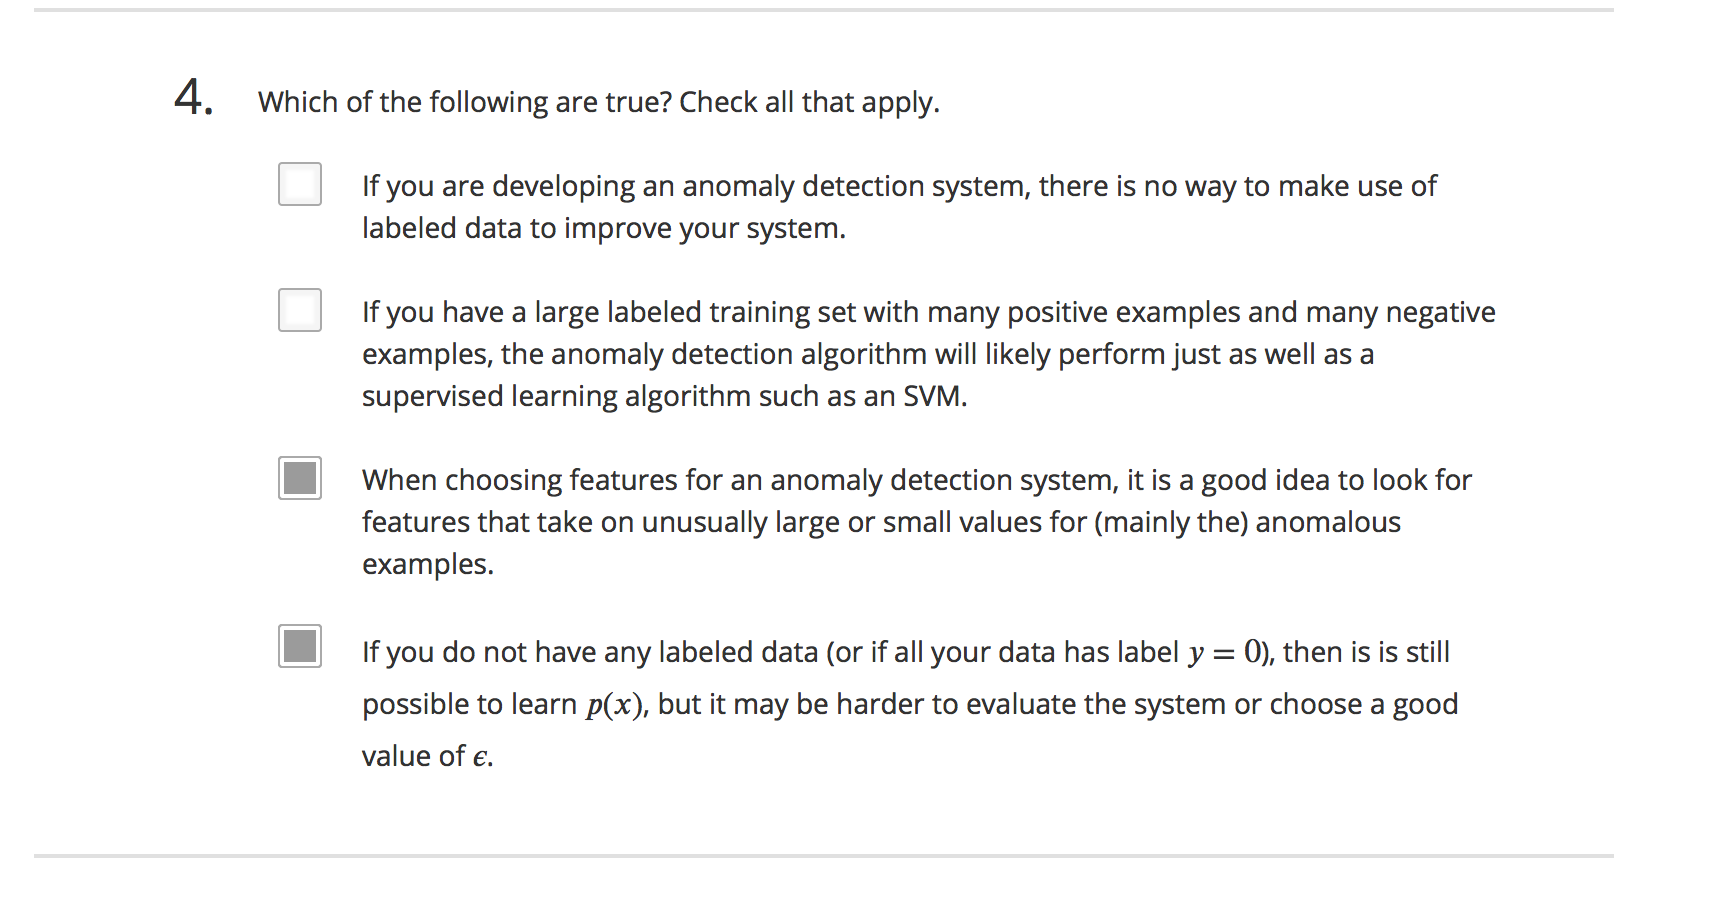 4. Which of the following are true? Check all that apply.
If you are developing an anomaly detection system, there is no way to make use of
labeled data to improve your system.
If you have a large labeled training set with many positive examples and many negative
examples, the anomaly detection algorithm will likely perform just as well as a
supervised learning algorithm such as an SVM.
When choosing features for an anomaly detection system, it is a good idea to look for
features that take on unusually large or small values for (mainly the) anomalous
examples.
If you do not have any labeled data (or if all your data has label y = 0), then is is still
possible to learn p(x), but it may be harder to evaluate the system or choose a good
value of ϵ.